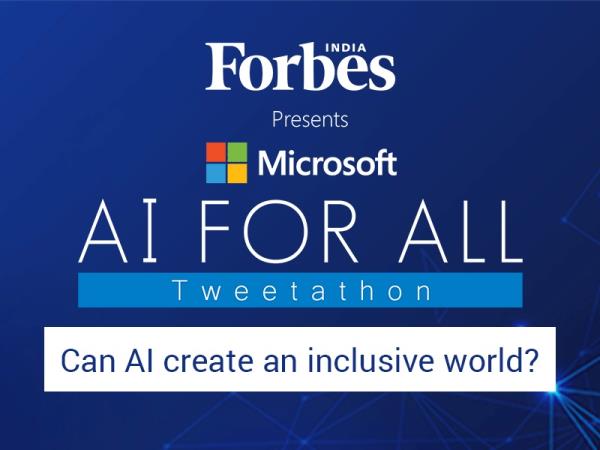 Forbes
INDIA
Presents
Microsoft
AI FOR ALL
Tweetathon
Can AI create an inclusive world?